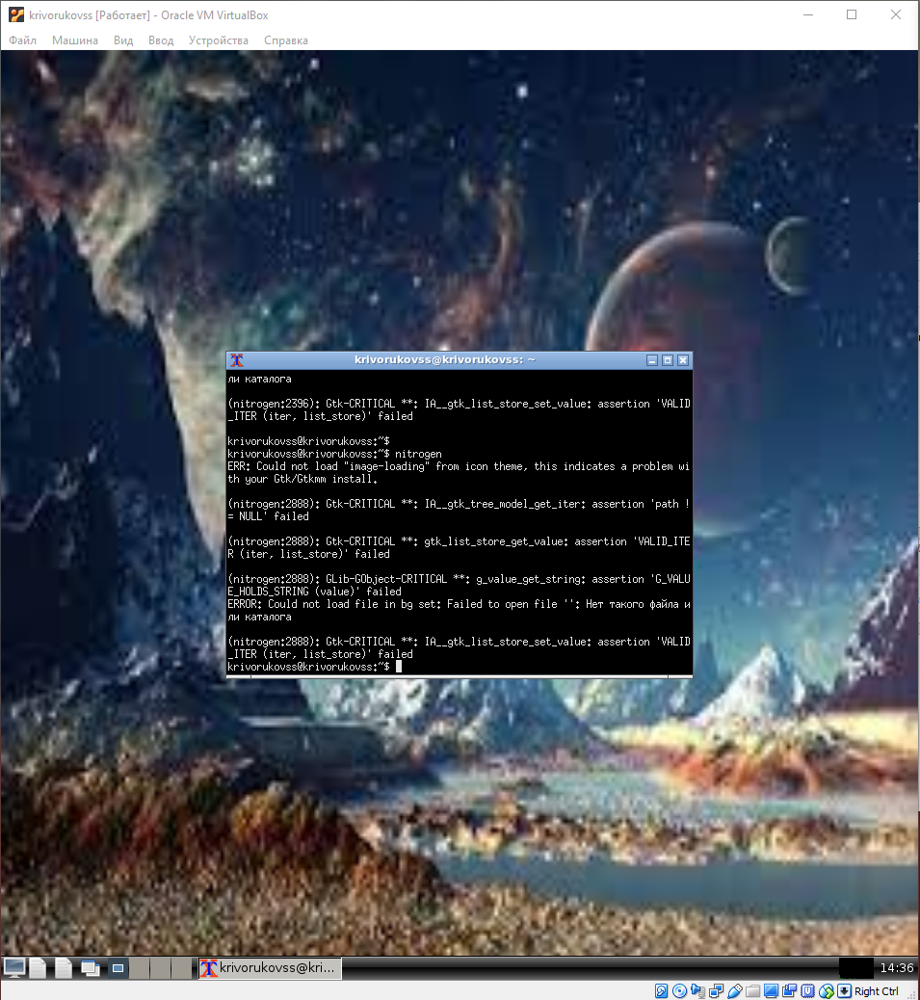 krivorukovss [Работает] - Oracle VM VirtualBox
Файл Машина Вид Ввод Устройства Справка
krivorukovss@krivorukovss: ~
ли каталога
(nitrogen:2396): Gtk-CRITICAL **: IA__gtk_list_store_set_value: assertion 'VALID
_ITER (iter, list_store)' failed
krivorukovss@krivorukovss:~$
krivorukovss@krivorukovss:~$ nitrogen
ERR: Could not load "image-loading" from icon theme, this indicates a problem wi
th your Gtk/Gtkmm install.
(nitrogen:2888): Gtk-CRITICAL **: IA__gtk_tree_model_get_iter: assertion 'path !
= NULL' failed
(nitrogen:2888): Gtk-CRITICAL **: gtk_list_store_get_value: assertion 'VALID_ITE
R (iter, list_store)' failed
(nitrogen:2888): GLib-GObject-CRITICAL **: g_value_get_string: assertion 'G_VALU
E_HOLDS_STRING (value)' failed
ERROR: Could not load file in bg set: Failed to open file '': Нет такого файла и
ли каталога
(nitrogen:2888): Gtk-CRITICAL **: IA__gtk_list_store_set_value: assertion 'VALID
_ITER (iter, list_store)' failed
krivorukovss@krivorukovss:~$
krivorukovss@kri... 14:36
Right Ctrl